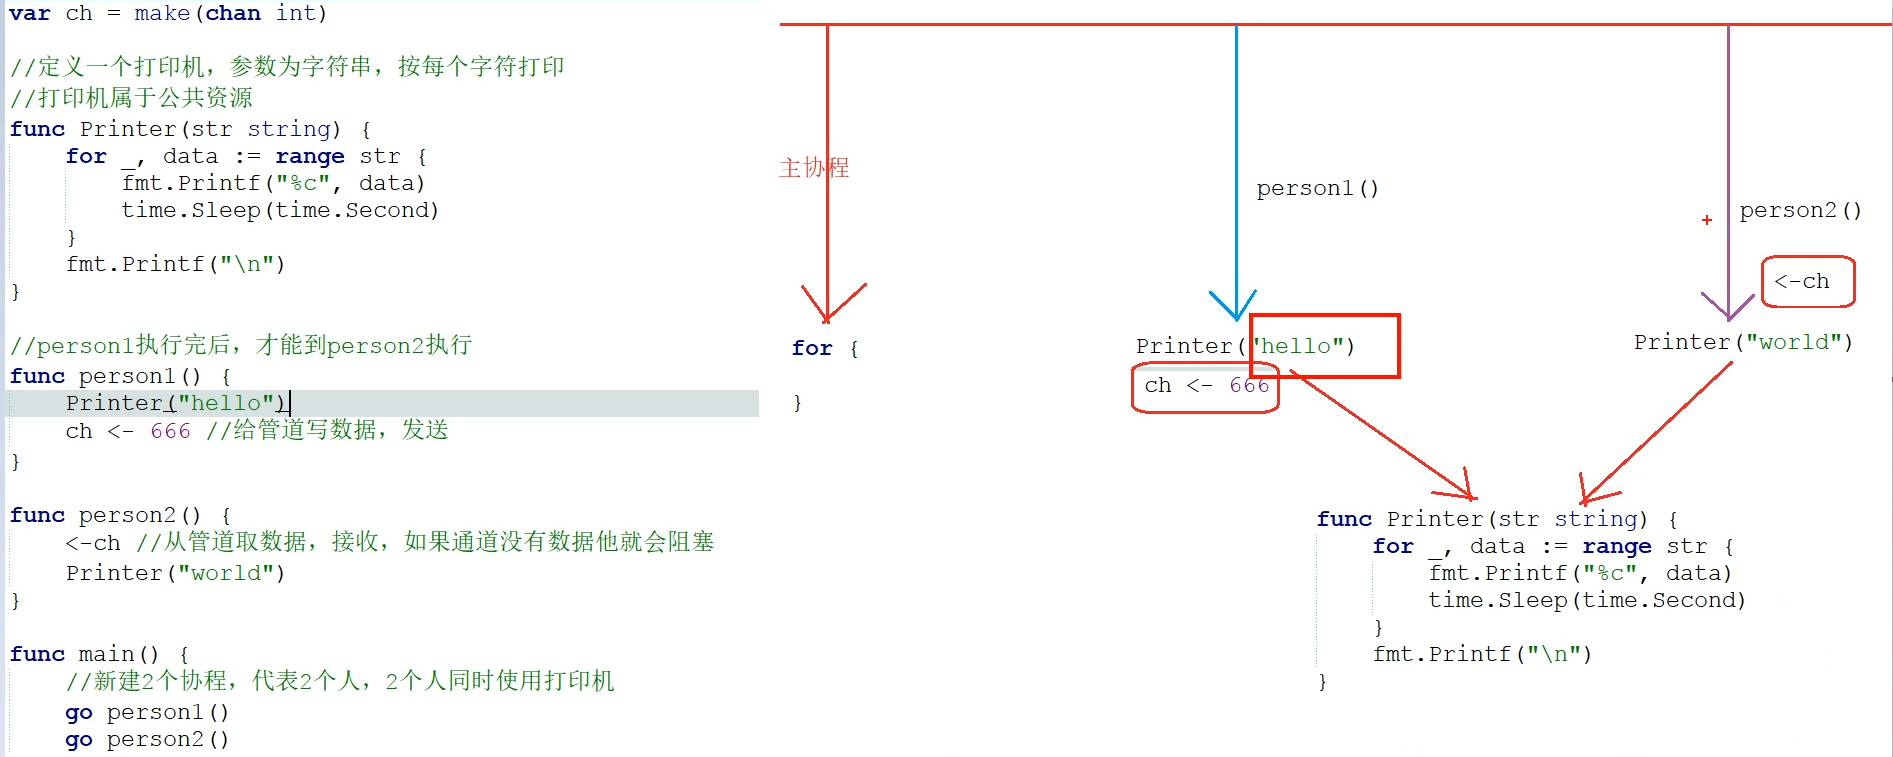 var ch = make(chan int)
//定义一个打印机，参数为字符串，按每个字符打印
//打印机属于公共资源
func Printer(str string) {
for _, data := range str {
fmt.Printf("%c", data)
time.Sleep(time.Second)
}
fmt.Printf("\n")
}
//person1执行完后，才能到person2执行
func person1() {
Printer("hello")
ch <- 666 //给管道写数据，发送
}
func person2() {
<-ch //从管道取数据，接收，如果通道没有数据他就会阻塞
Printer("world")
}
func main() {
//新建2个协程，代表2个人，2个人同时使用打印机
go person1()
go person2()
主协程
for {
}
person1()
Printer("hello")
ch <- 666
person2()
<-ch
Printer("world")
func Printer(str string) {
for _, data := range str {
fmt.Printf("%c", data)
time.Sleep(time.Second)
}
fmt.Printf("\n")
}